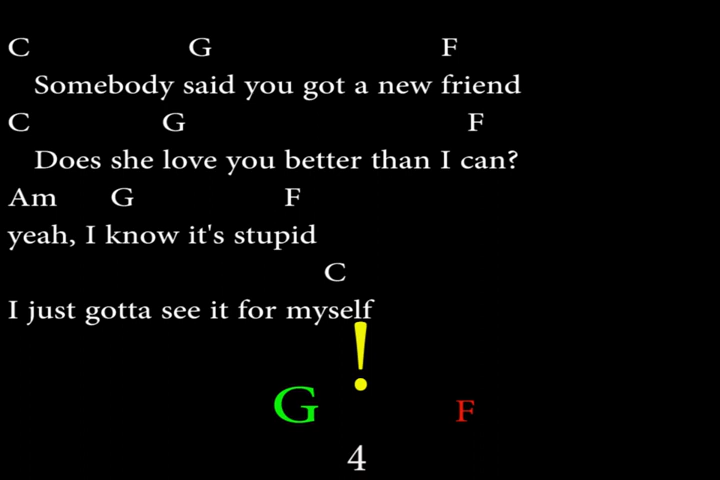 C G F
Somebody said you got a new friend
C G F
Does she love you better than I can?
Am G F
yeah, I know it's stupid
C
I just gotta see it for myself
!
G F
4